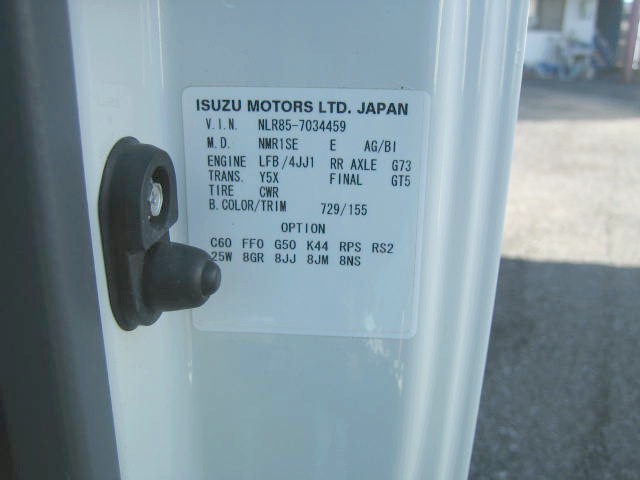 ISUZU MOTORS LTD. JAPAN
V.I.N. NLR85-7034459
M.D. NMR1SE E AG/BI
ENGINE LFB/4JJ1 RR AXLE G73
TRANS. Y5X FINAL GT5
TIRE CWR
B.COLOR/TRIM 729/155
OPTION
C60 FF0 G50 K44 RPS RS2
25W 8GR 8JJ 8JM 8NS